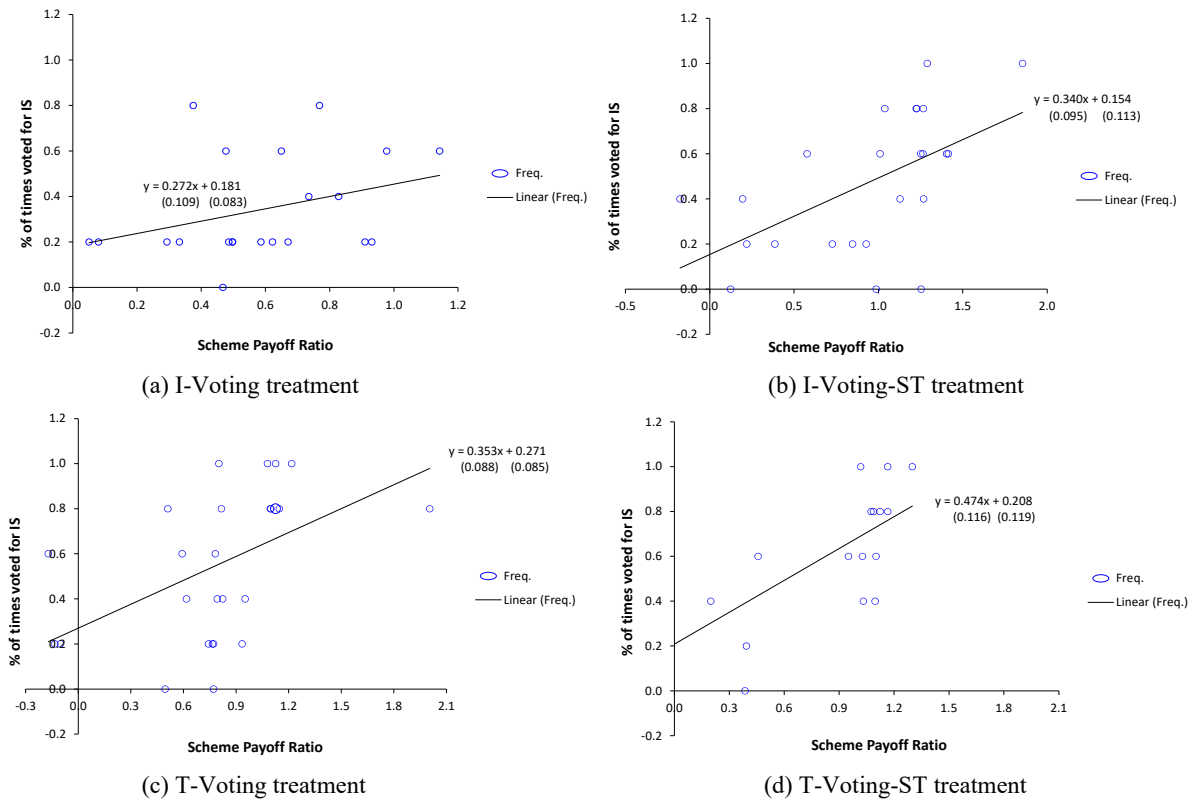 1.2
1.0
0.8
0.6
0.4
0.2
0.0
-0.2
% of times voted for IS
y = 0.272x + 0.181
(0.109) (0.083)
Freq.
Linear (Freq.)
0.0 0.2 0.4 0.6 0.8 1.0 1.2
Scheme Payoff Ratio
(a) I-Voting treatment
1.2
1.0
0.8
0.6
0.4
0.2
0.0
-0.2
% of times voted for IS
y = 0.340x + 0.154
(0.095) (0.113)
Freq.
Linear (Freq.)
-0.5 0.0 0.5 1.0 1.5 2.0
Scheme Payoff Ratio
(b) I-Voting-ST treatment
1.2
1.0
0.8
0.6
0.4
0.2
0.0
-0.2
% of times voted for IS
y = 0.353x + 0.271
(0.088) (0.085)
Freq.
Linear (Freq.)
-0.3 0.0 0.3 0.6 0.9 1.2 1.5 1.8 2.1
Scheme Payoff Ratio
(c) T-Voting treatment
1.2
1.0
0.8
0.6
0.4
0.2
0.0
-0.2
% of times voted for IS
y = 0.474x + 0.208
(0.116) (0.119)
Freq.
Linear (Freq.)
0.0 0.3 0.6 0.9 1.2 1.5 1.8 2.1
Scheme Payoff Ratio
(d) T-Voting-ST treatment